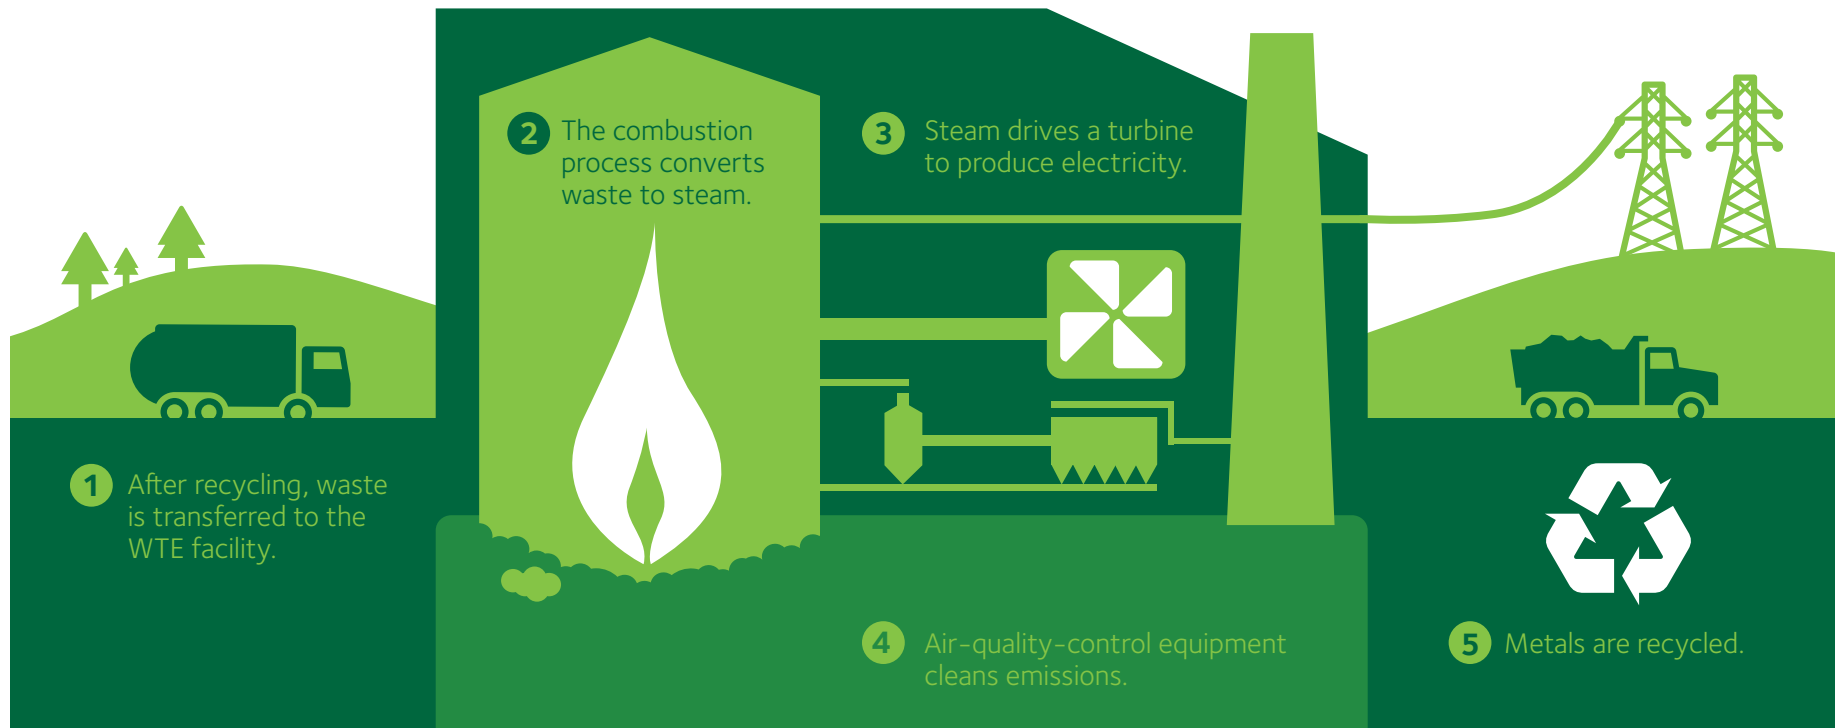 1 After recycling, waste
is transferred to the
WTE facility.
2 The combustion
process converts
waste to steam.
3 Steam drives a turbine
to produce electricity.
4 Air-quality-control equipment
cleans emissions.
5 Metals are recycled.